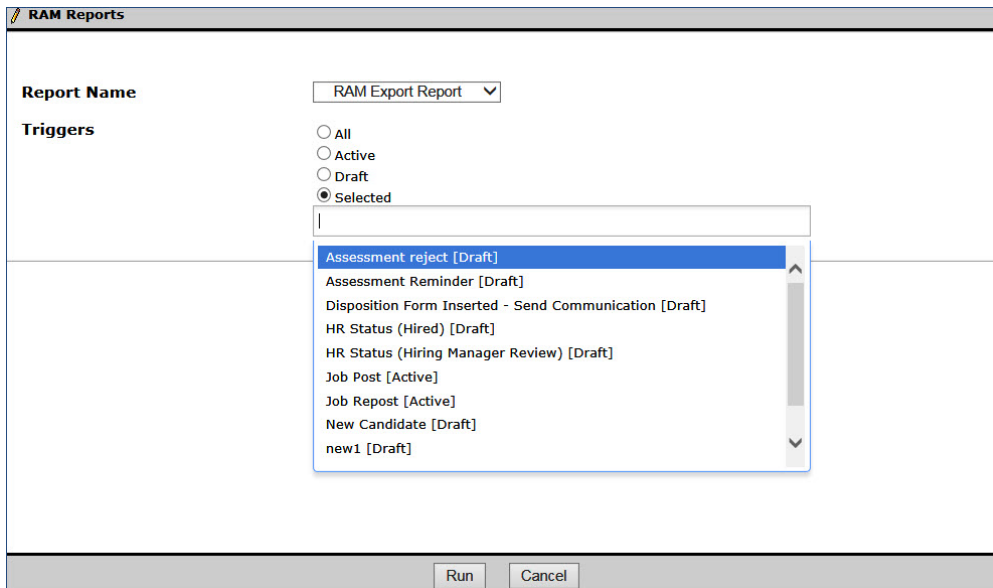 RAM Reports
Report Name
RAM Export Report
Triggers
All
Active
Draft
Selected
Assessment reject [Draft]
Assessment Reminder [Draft]
Disposition Form Inserted - Send Communication [Draft]
HR Status (Hired) [Draft]
HR Status (Hiring Manager Review) [Draft]
Job Post [Active]
Job Repost [Active]
New Candidate [Draft]
new1 [Draft]
Run Cancel